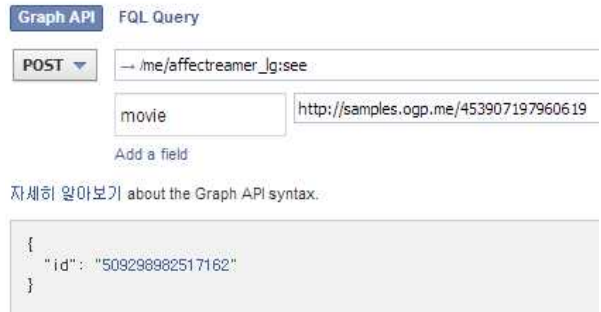 Graph API FQL Query
POST → /me/affectreamer_lg:see
movie http://samples.ogp.me/453907197960619
Add a field
자세히 알아보기 about the Graph API syntax.
{
"id": "509298982517162"
}